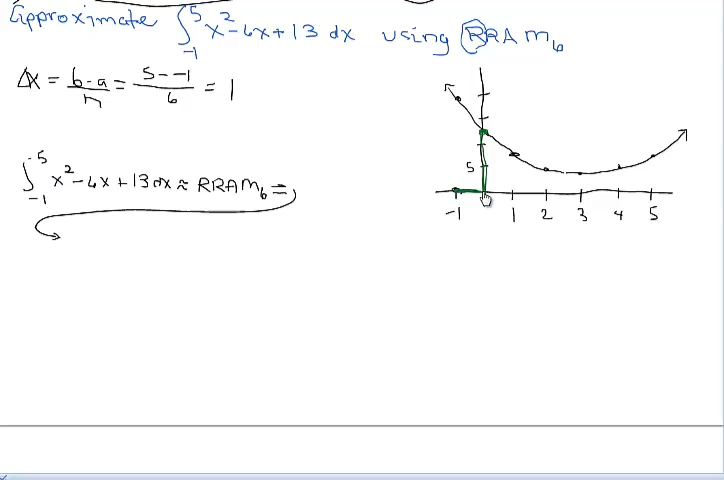 Approximate ∫₋₁⁵ x² - 6x + 13 dx using RRAM₆
Δx = b-a/n = 5--1/6 = 1
∫₋₁⁵ x² - 6x + 13 dx ≈ RRAM₆ =
5
-1 1 2 3 4 5